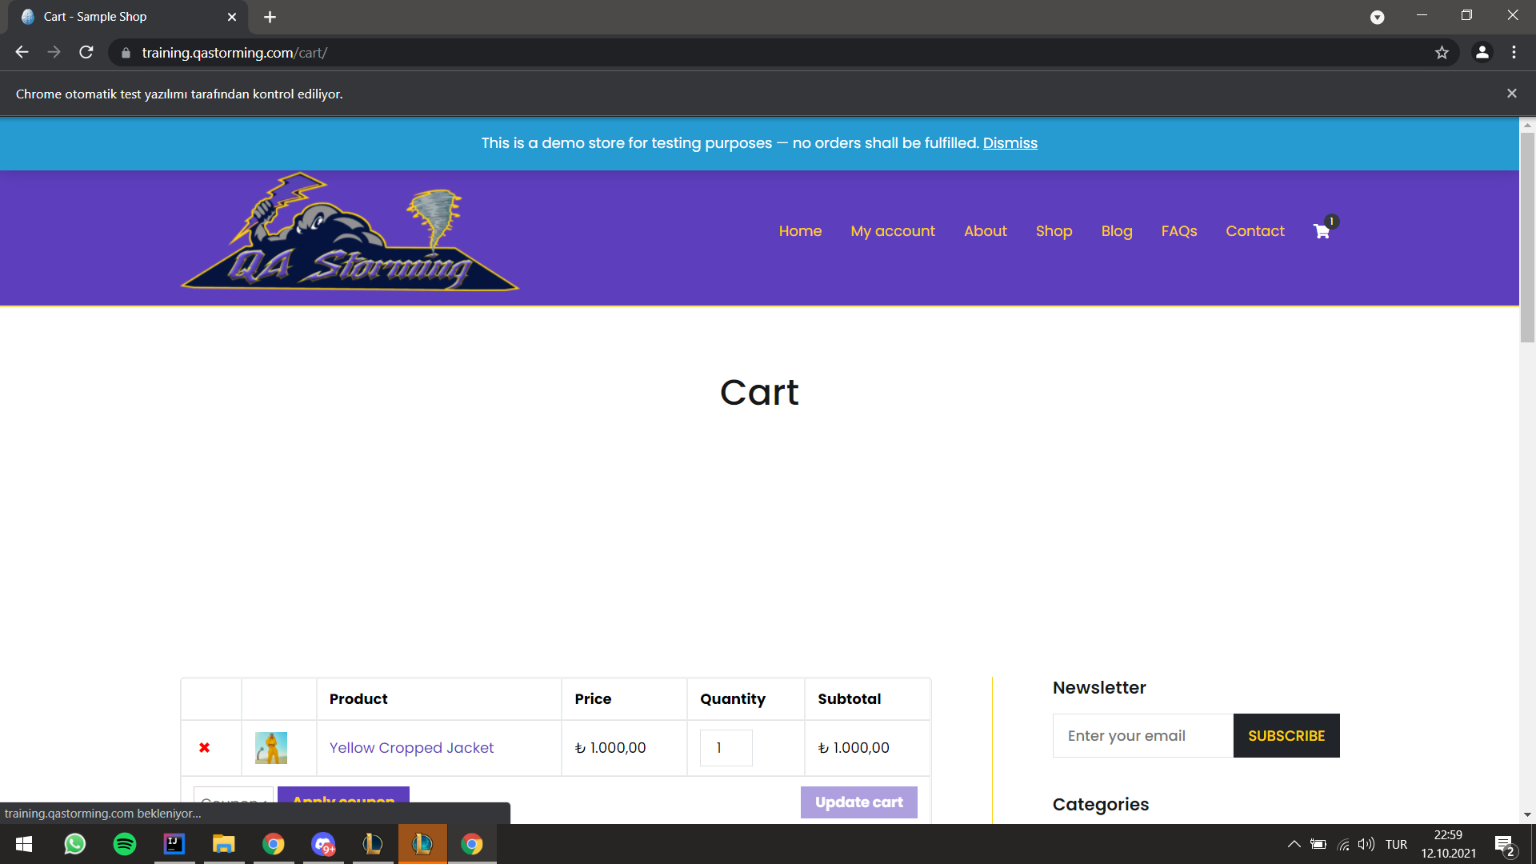 Cart - Sample Shop
training.qastorming.com/cart/
Chrome otomatik test yazılımı tarafından kontrol ediliyor.
This is a demo store for testing purposes — no orders shall be fulfilled. Dismiss
QA Storming
Home My account About Shop Blog FAQs Contact 1
Cart
Product Price Quantity Subtotal
Yellow Cropped Jacket ₺ 1.000,00 1 ₺ 1.000,00
Apply coupon Update cart
Newsletter
Enter your email SUBSCRIBE
Categories
training.qastorming.com bekleniyor...
IJ
9+
TUR
22:59
12.10.2021
2